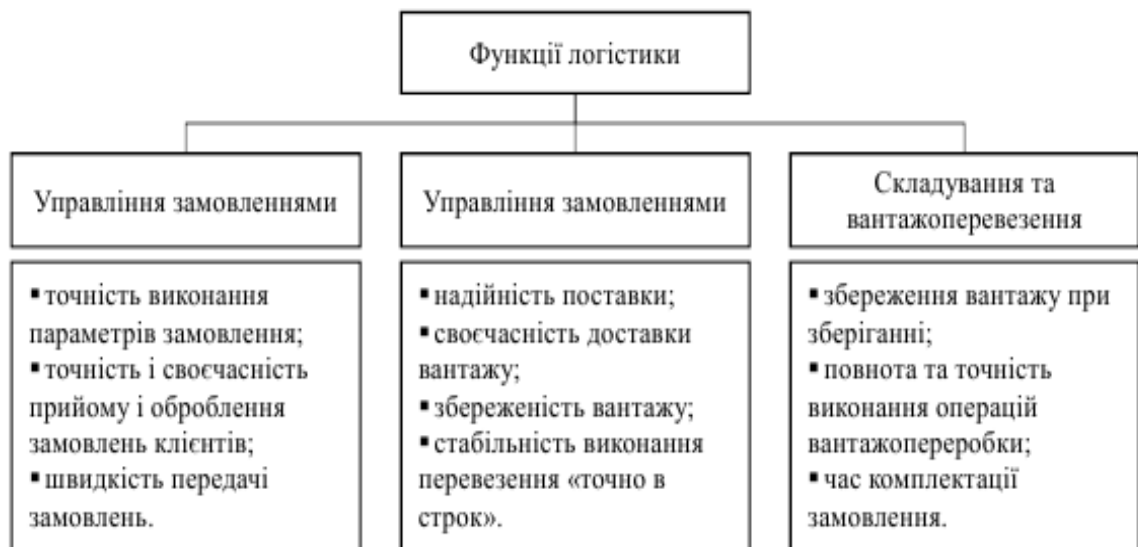 Функції логістики
Управління замовленнями
Управління замовленнями
Складування та
вантажоперевезення
▪точність виконання
параметрів замовлення;
▪точність і своєчасність
прийому і оброблення
замовлень клієнтів;
▪швидкість передачі
замовлень.
▪надійність поставки;
▪своєчасність доставки
вантажу;
▪збереженість вантажу;
▪стабільність виконання
перевезення «точно в
строк».
▪збереження вантажу при
зберіганні;
▪повнота та точність
виконання операцій
вантажопереробки;
▪час комплектації
замовлення.